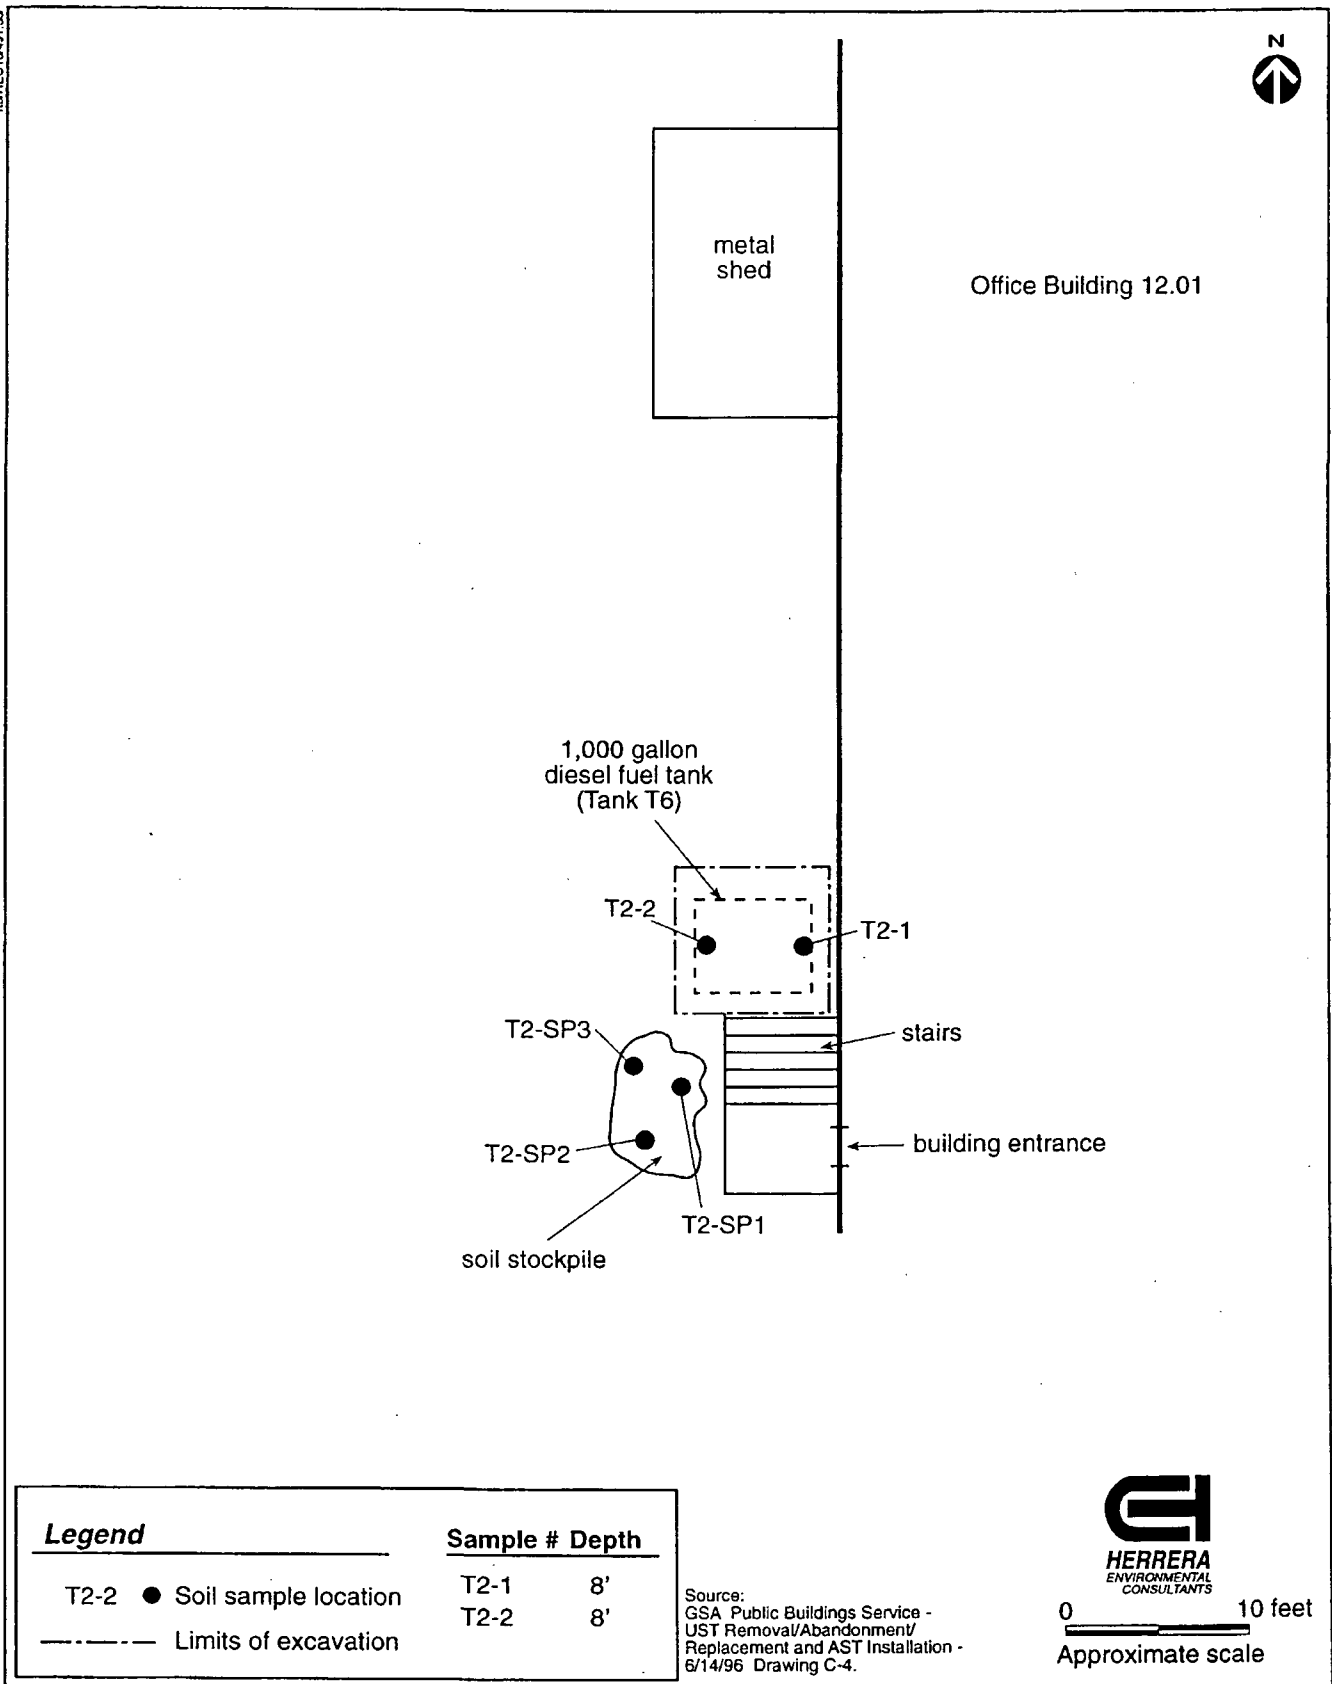 N
metal
shed
Office Building 12.01
1,000 gallon
diesel fuel tank
(Tank T6)
T2-2
T2-1
T2-SP3
stairs
T2-SP2
building entrance
T2-SP1
soil stockpile
Legend
Sample # Depth
T2-2 ● Soil sample location
T2-1 8'
T2-2 8'
Limits of excavation
Source:
GSA Public Buildings Service -
UST Removal/Abandonment/
Replacement and AST Installation -
6/14/96 Drawing C-4.
HERRERA
ENVIRONMENTAL
CONSULTANTS
0 10 feet
Approximate scale